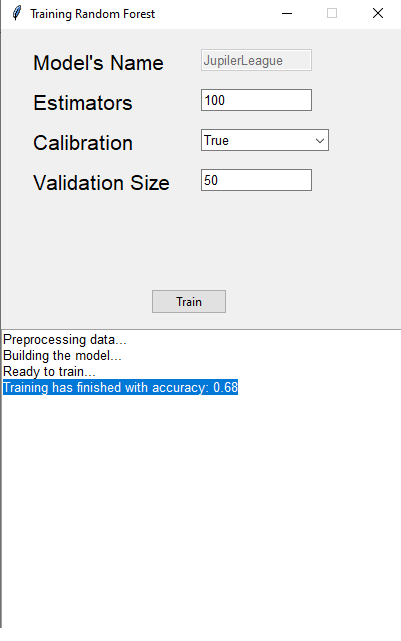 Training Random Forest
Model's Name JupilerLeague
Estimators 100
Calibration True
Validation Size 50
Train
Preprocessing data...
Building the model...
Ready to train...
Training has finished with accuracy: 0.68